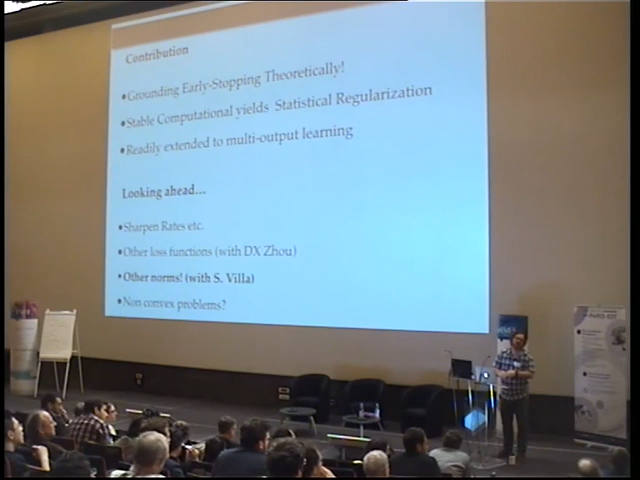 Contribution
•Grounding Early-Stopping Theoretically!
•Stable Computational yields Statistical Regularization
•Readily extended to multi-output learning
Looking ahead...
•Sharpen Rates etc.
•Other loss functions (with DX Zhou)
•Other norms! (with S. Villa)
•Non convex problems?